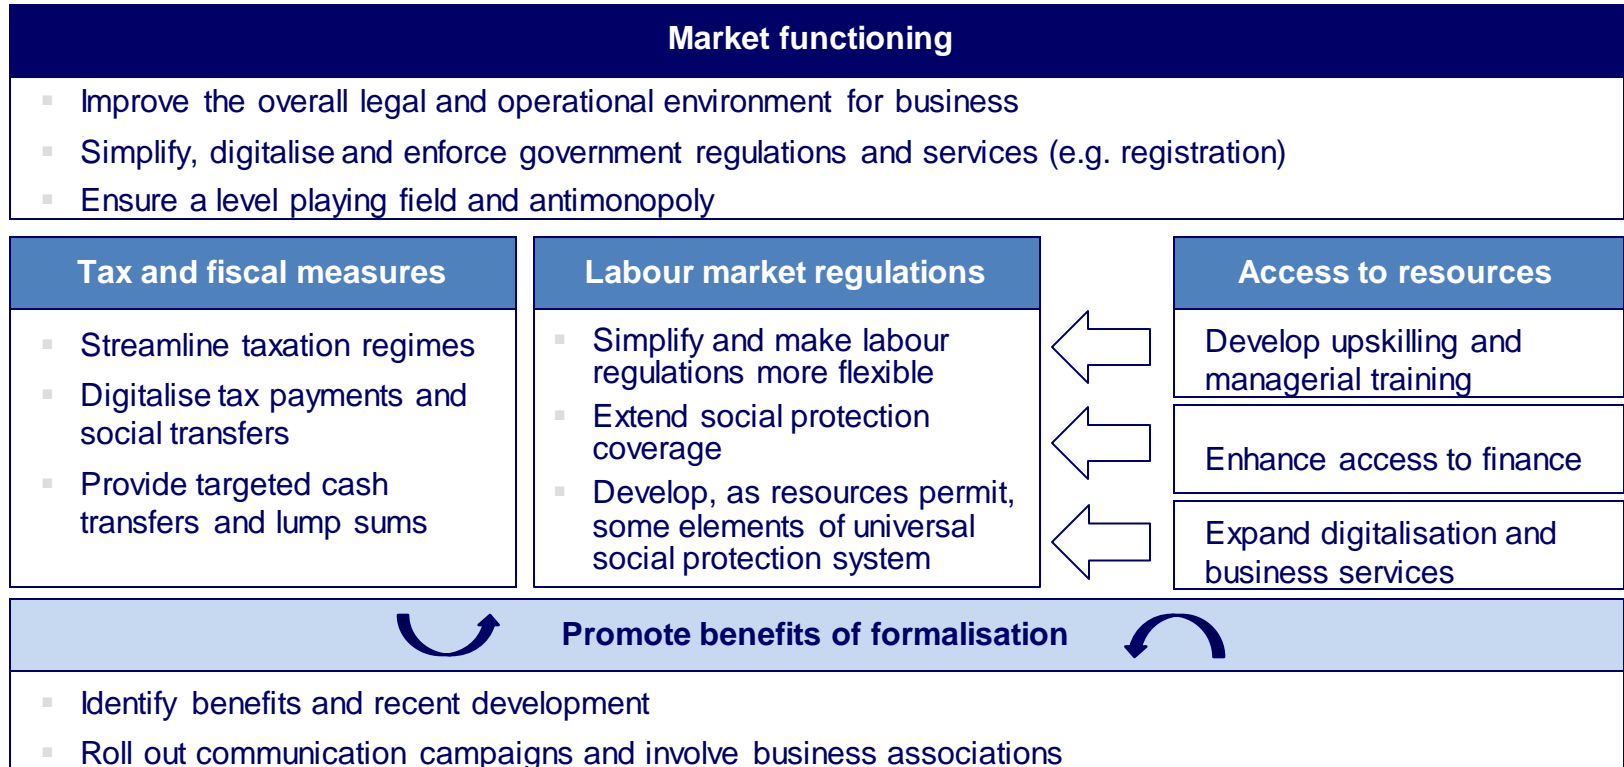 Market functioning
Improve the overall legal and operational environment for business
Simplify, digitalise and enforce government regulations and services (e.g. registration)
Ensure a level playing field and antimonopoly
Tax and fiscal measures
Streamline taxation regimes
Digitalise tax payments and
social transfers
Provide targeted cash
transfers and lump sums
Labour market regulations
Simplify and make labour
regulations more flexible
Extend social protection
coverage
Develop, as resources permit,
some elements of universal
social protection system
Access to resources
Develop upskilling and
managerial training
Enhance access to finance
Expand digitalisation and
business services
Promote benefits of formalisation
Identify benefits and recent development
Roll out communication campaigns and involve business associations